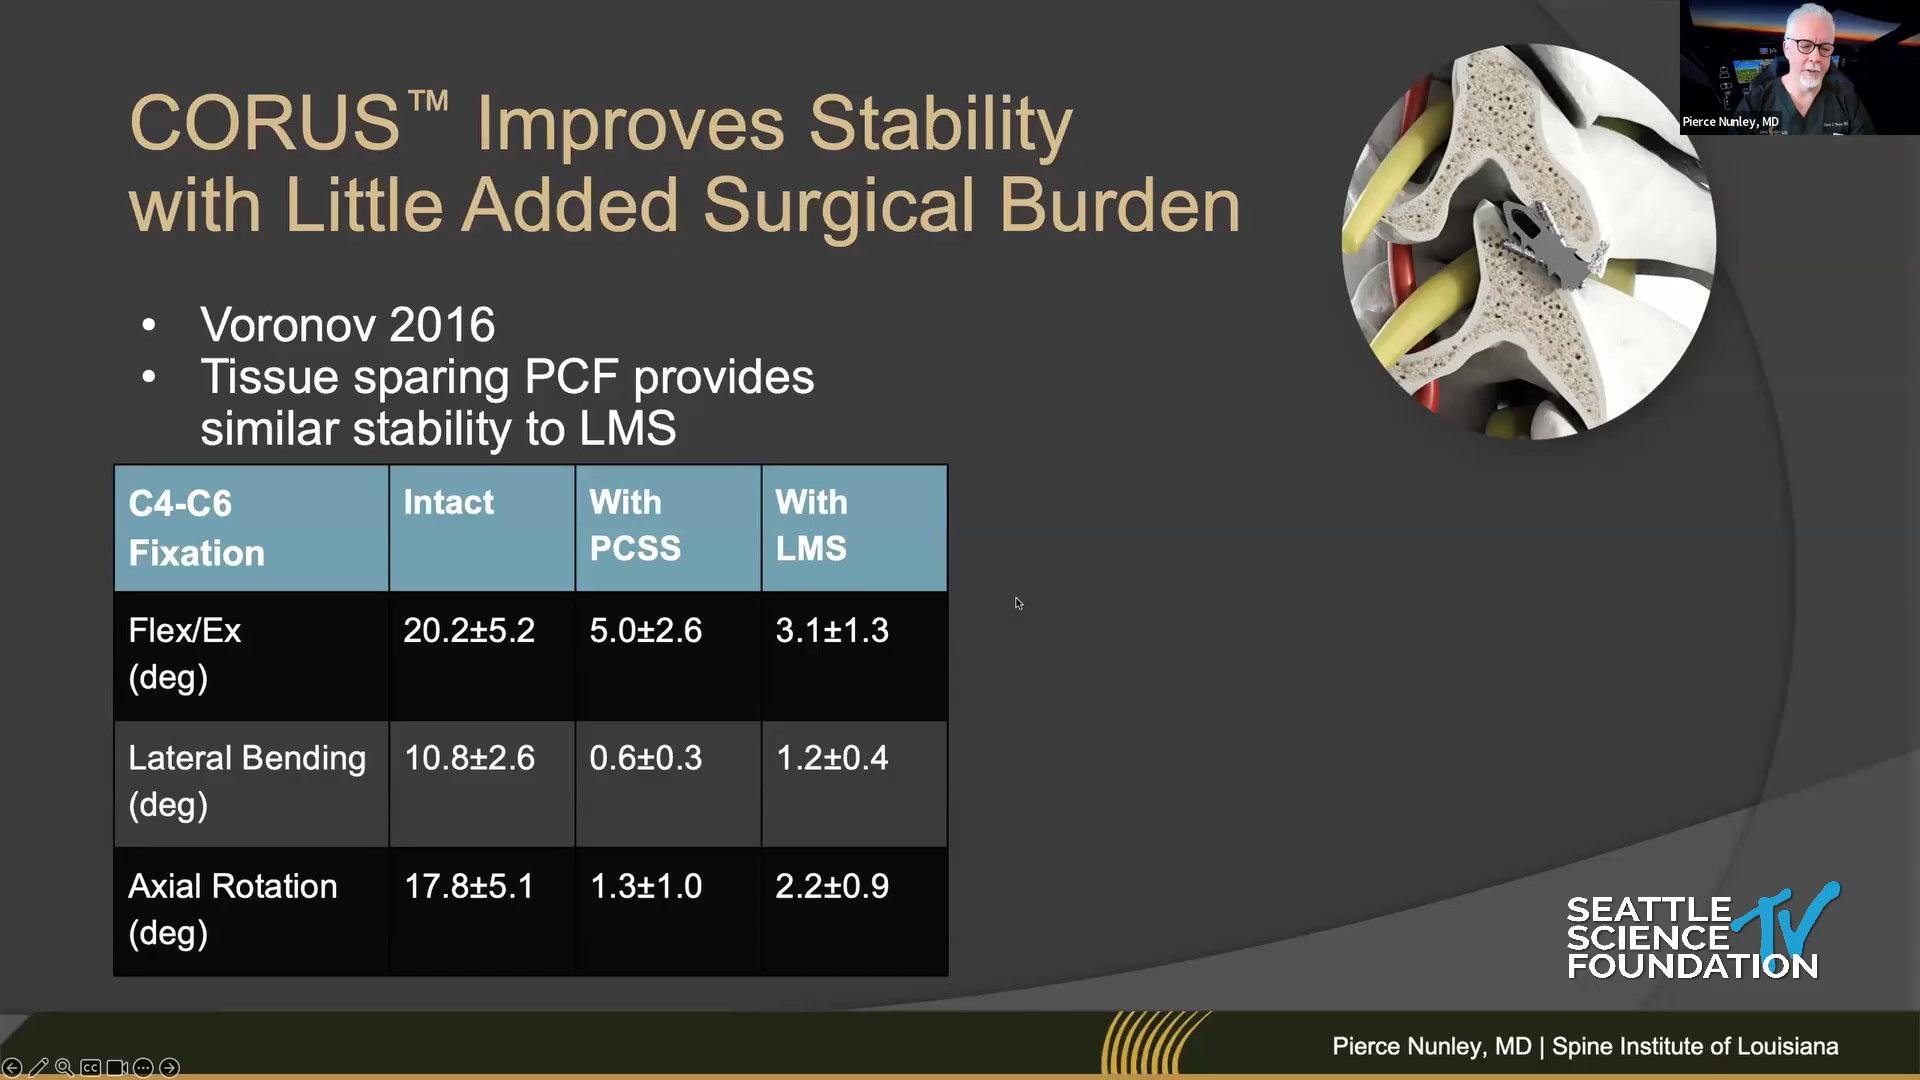 CORUS™ Improves Stability
with Little Added Surgical Burden
Pierce Nunley, MD
• Voronov 2016
• Tissue sparing PCF provides
similar stability to LMS
C4-C6 Fixation | Intact | With PCSS | With LMS
Flex/Ex (deg) | 20.2±5.2 | 5.0±2.6 | 3.1±1.3
Lateral Bending (deg) | 10.8±2.6 | 0.6±0.3 | 1.2±0.4
Axial Rotation (deg) | 17.8±5.1 | 1.3±1.0 | 2.2±0.9
SEATTLE
SCIENCE TV
FOUNDATION
Pierce Nunley, MD | Spine Institute of Louisiana
CC